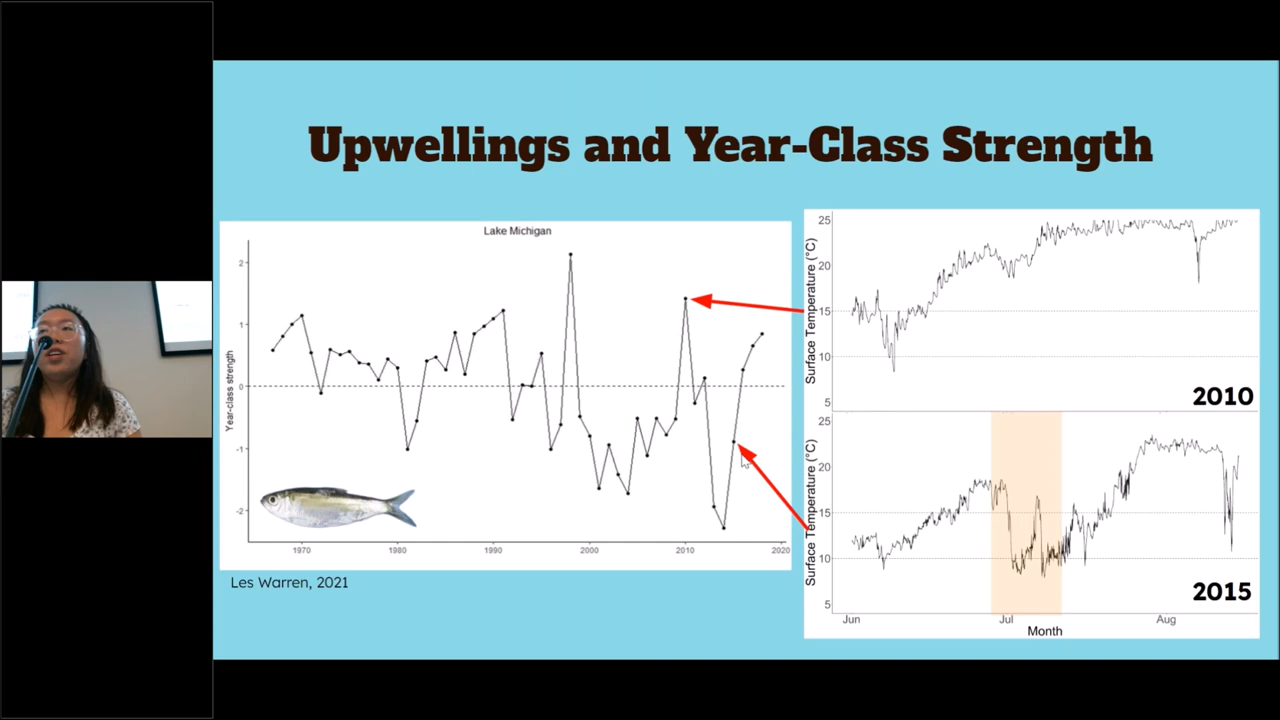 Upwellings and Year-Class Strength
Lake Michigan
Year-class strength
2
1
0
-1
-2
1970
1980
1990
2000
2010
2020
Les Warren, 2021
Surface Temperature (°C)
25
20
15
10
5
2010
Surface Temperature (°C)
25
20
15
10
5
2015
Jun
Jul
Aug
Month